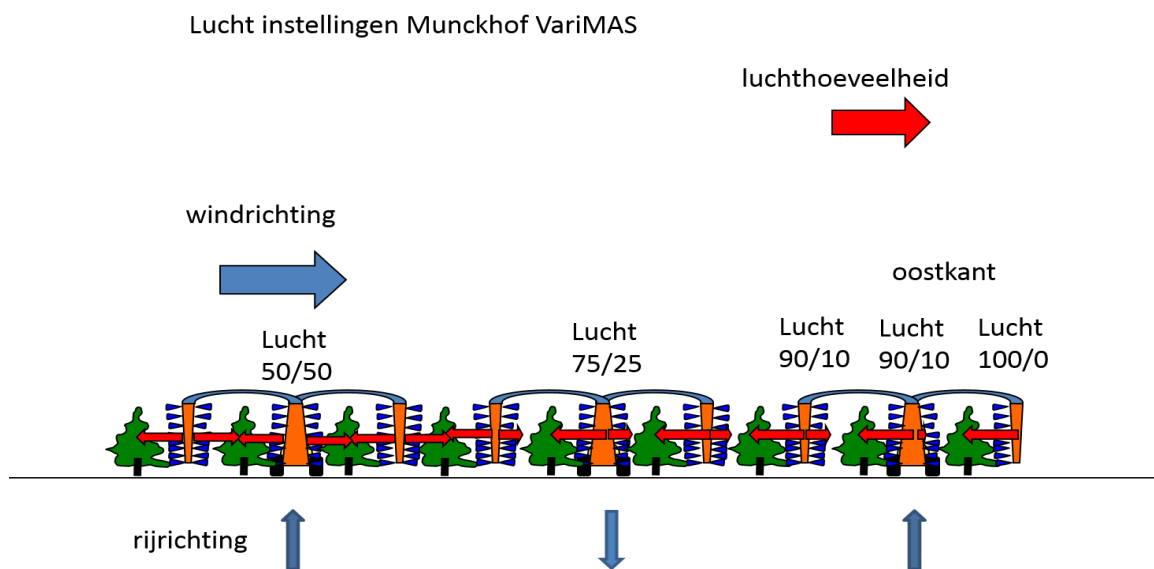 Lucht instellingen Munckhof VariMAS
luchthoeveelheid
windrichting
oostkant
Lucht
50/50
Lucht
75/25
Lucht
90/10
Lucht
90/10
Lucht
100/0
rijrichting